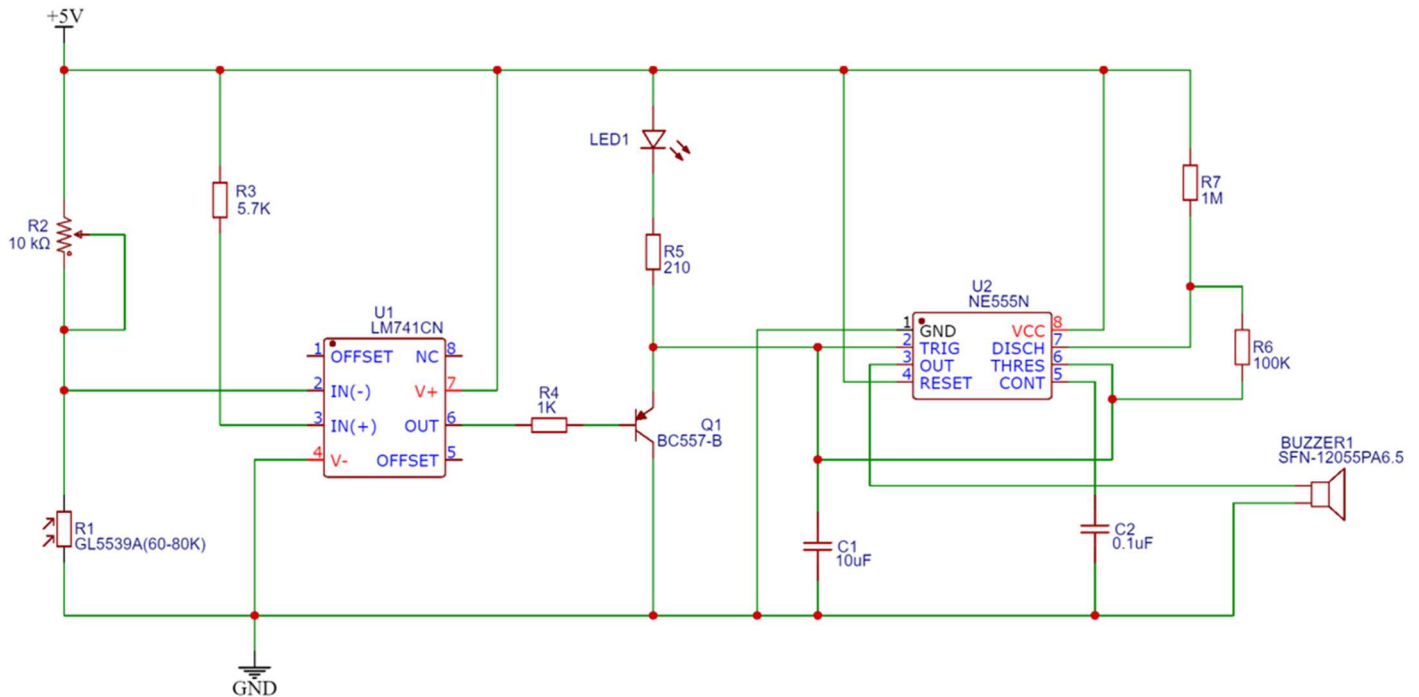 +5V
LED1
R3
5.7K
R7
1M
R2
10 kΩ
R5
210
U2
NE555N
U1
LM741CN
1 GND VCC 8
2 TRIG DISCH 7
3 OUT THRES 6
4 RESET CONT 5
R6
100K
1 OFFSET NC 8
2 IN(-) V+ 7
3 IN(+) OUT 6
4 V- OFFSET 5
R4
1K
Q1
BC557-B
BUZZER1
SFN-12055PA6.5
R1
GL5539A(60-80K)
C1
10uF
C2
0.1uF
GND